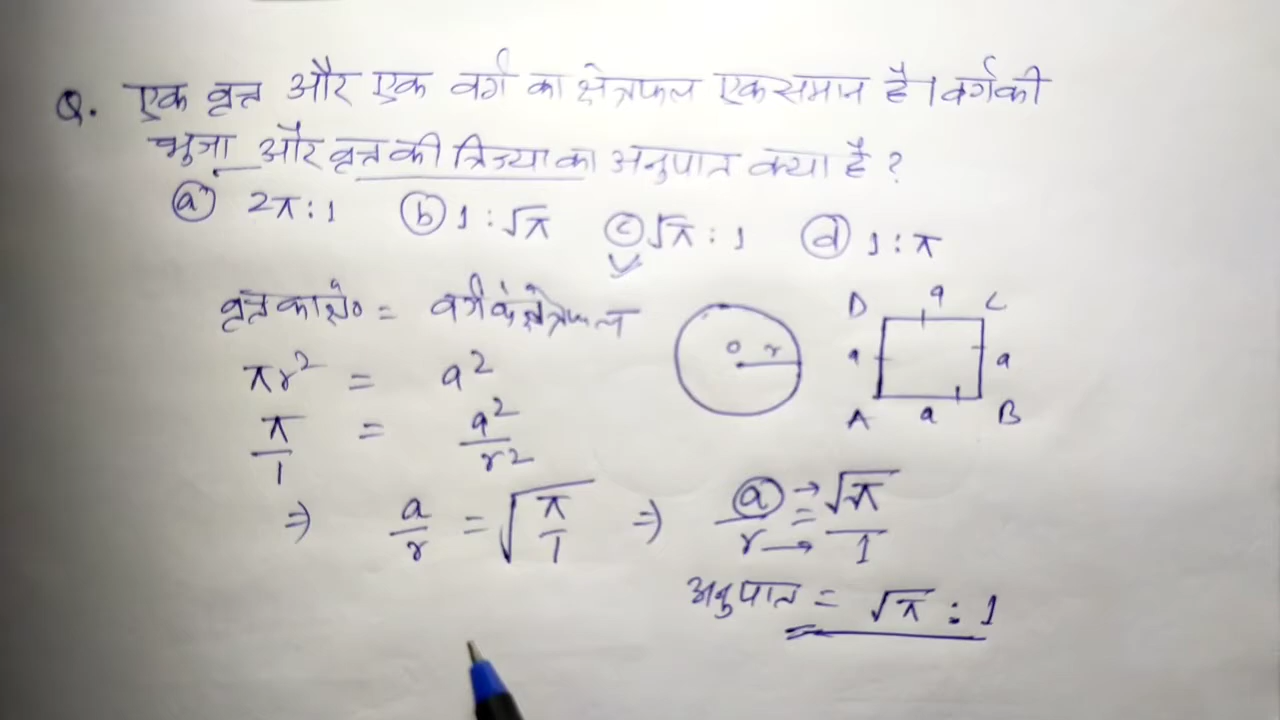 Q. एक वृत्त और एक वर्ग का क्षेत्रफल एकसमान है। वर्ग की
भुजा और वृत्त की त्रिज्या का अनुपात क्या है?
(a) 2π:1 (b) 1:√π (c) √π:1 (d) 1:π
वृत्त का क्षे० = वर्ग के क्षेत्रफल
πr² = a²
π/1 = a²/r²
⇒ a/r = √(π/1) ⇒ a/r = √π/1
अनुपात = √π : 1
O r
D a C
a a
A a B